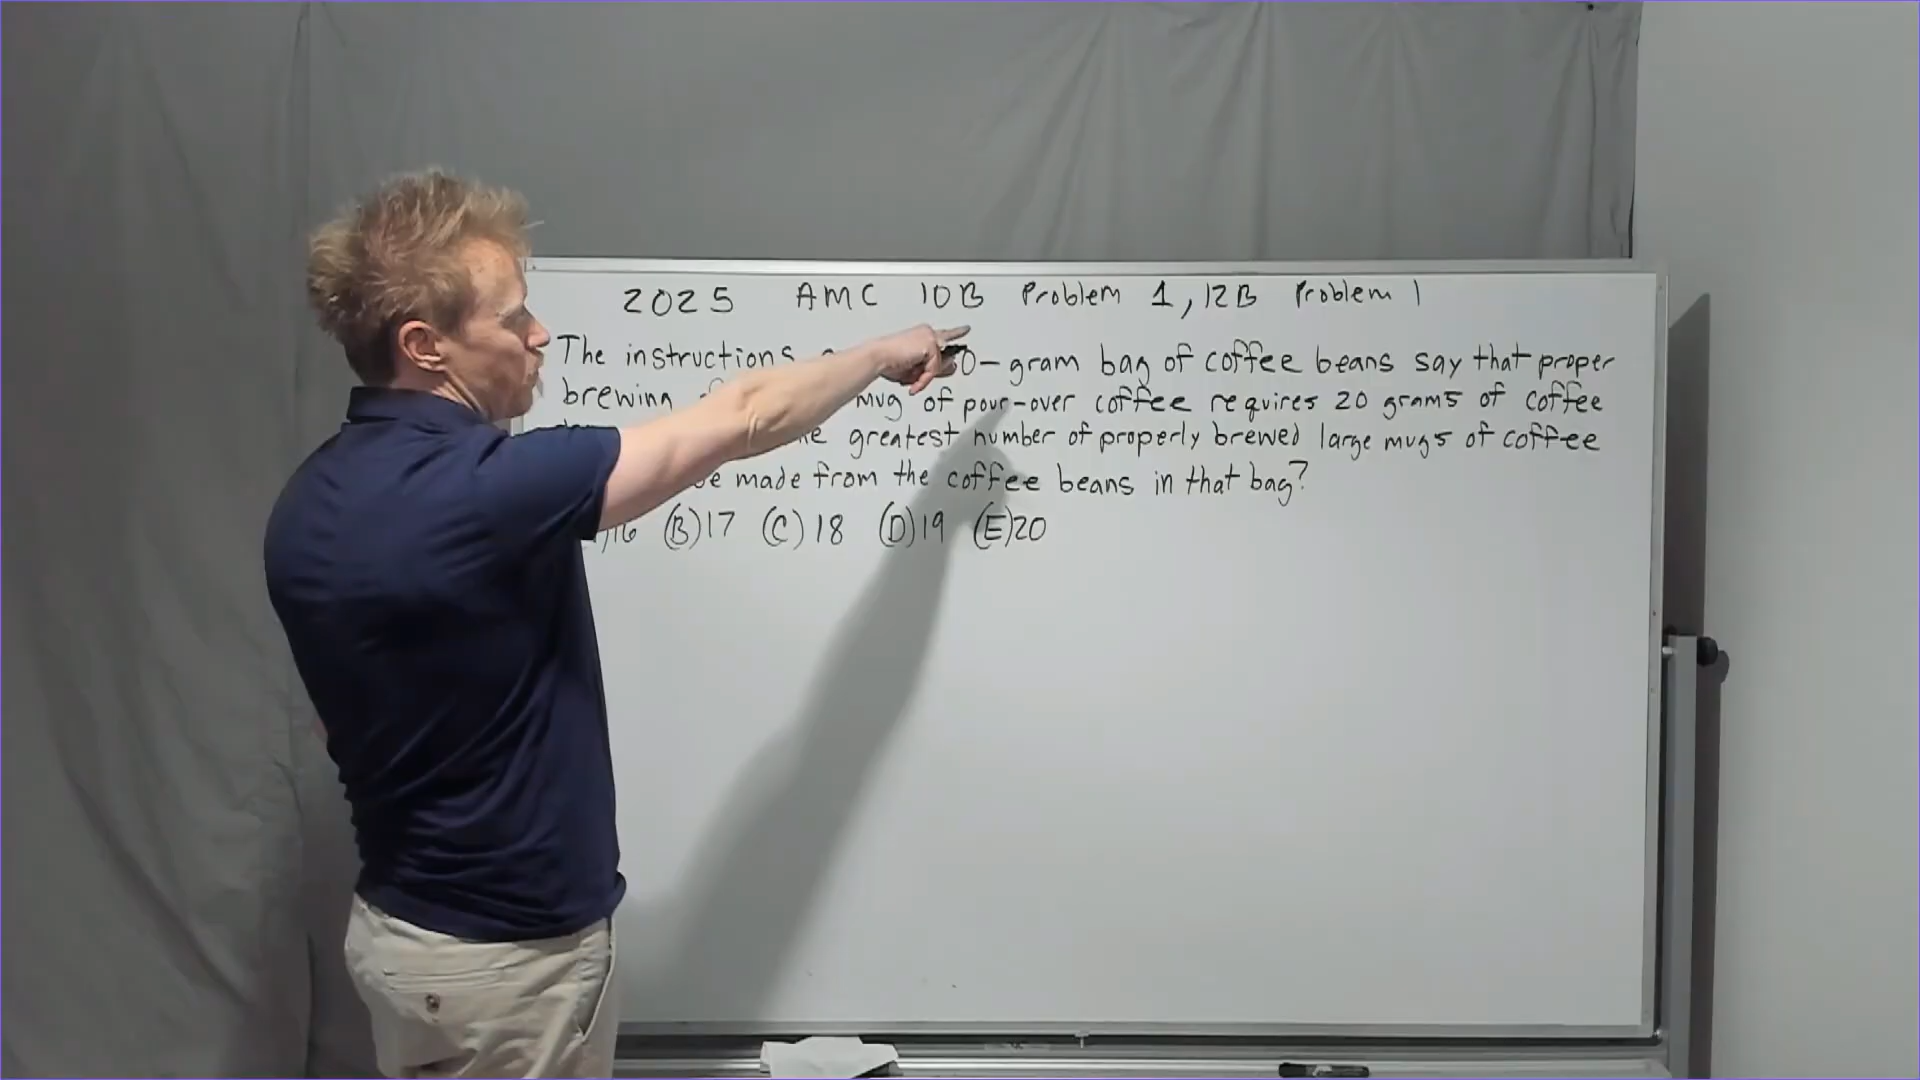 2025 AMC 10B Problem 1, 12B Problem 1
The instructions 0-gram bag of coffee beans say that proper
brewing mug of pour-over coffee requires 20 grams of coffee
greatest number of properly brewed large mugs of coffee
made from the coffee beans in that bag?
16 (B)17 (C)18 (D)19 (E)20